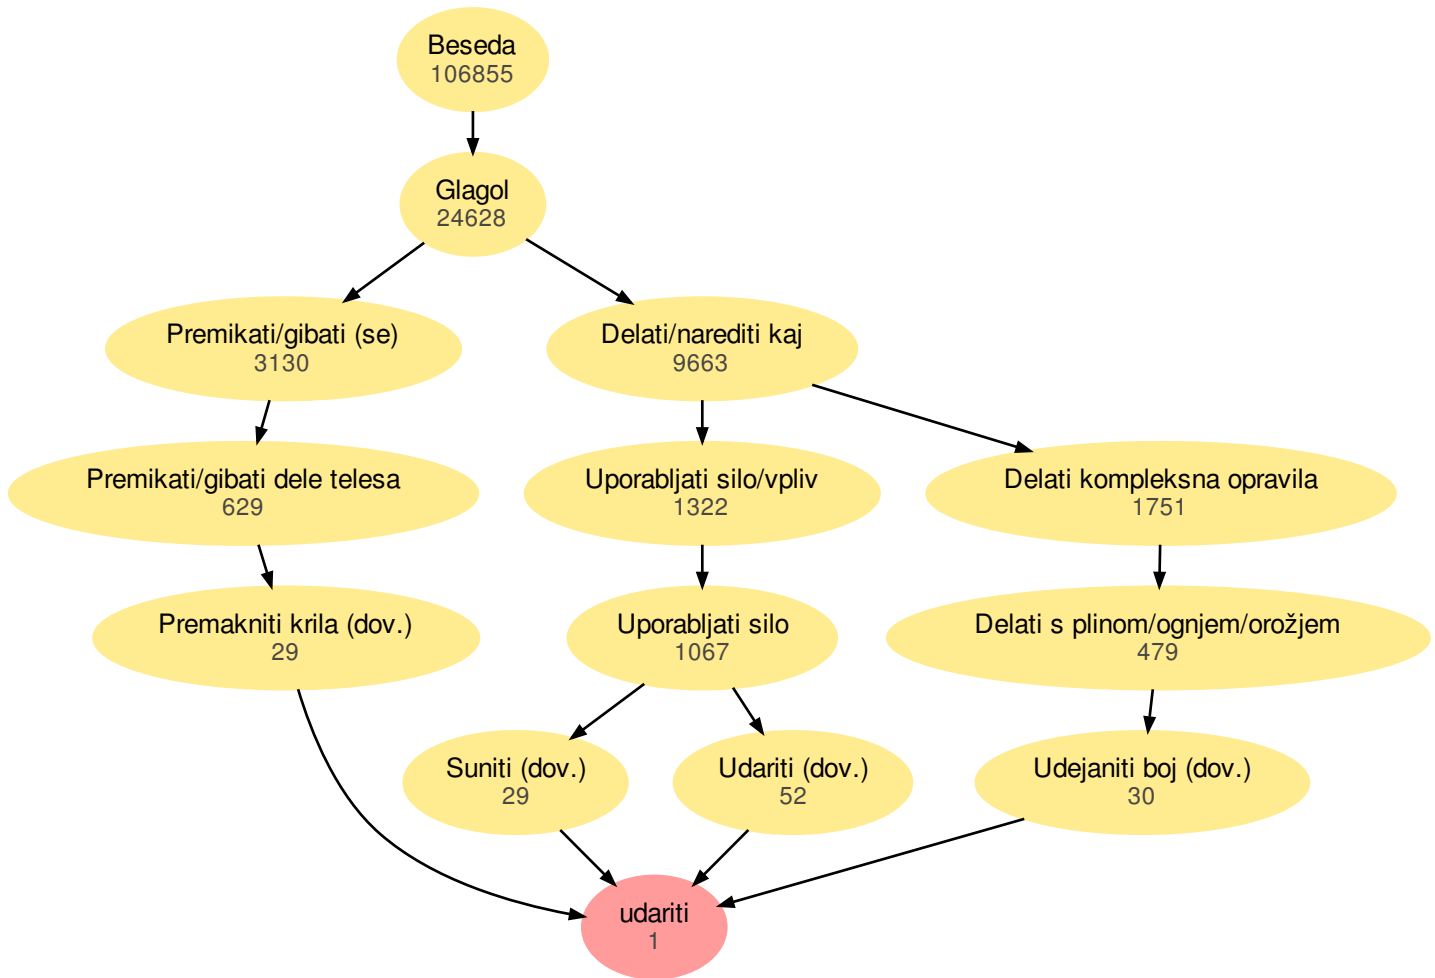 Beseda
106855
Glagol
24628
Premikati/gibati (se)
3130
Delati/narediti kaj
9663
Premikati/gibati dele telesa
629
Uporabljati silo/vpliv
1322
Delati kompleksna opravila
1751
Premakniti krila (dov.)
29
Uporabljati silo
1067
Delati s plinom/ognjem/orožjem
479
Suniti (dov.)
29
Udariti (dov.)
52
Udejaniti boj (dov.)
30
udariti
1